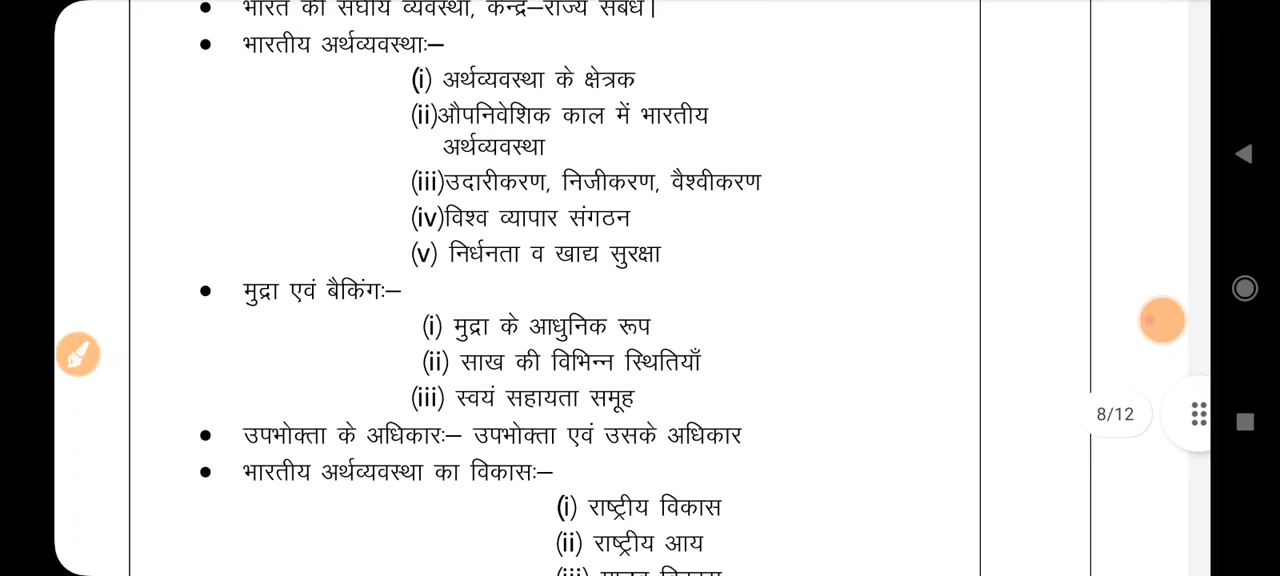 • भारत की संघीय व्यवस्था, केन्द्र–राज्य संबंध|
• भारतीय अर्थव्यवस्थाः–
(i) अर्थव्यवस्था के क्षेत्रक
(ii)औपनिवेशिक काल में भारतीय
अर्थव्यवस्था
(iii)उदारीकरण, निजीकरण, वैश्वीकरण
(iv)विश्व व्यापार संगठन
(v) निर्धनता व खाद्य सुरक्षा
• मुद्रा एवं बैकिंगः–
(i) मुद्रा के आधुनिक रूप
(ii) साख की विभिन्न स्थितियाँ
(iii) स्वयं सहायता समूह
8/12
• उपभोक्ता के अधिकारः– उपभोक्ता एवं उसके अधिकार
• भारतीय अर्थव्यवस्था का विकासः–
(i) राष्ट्रीय विकास
(ii) राष्ट्रीय आय